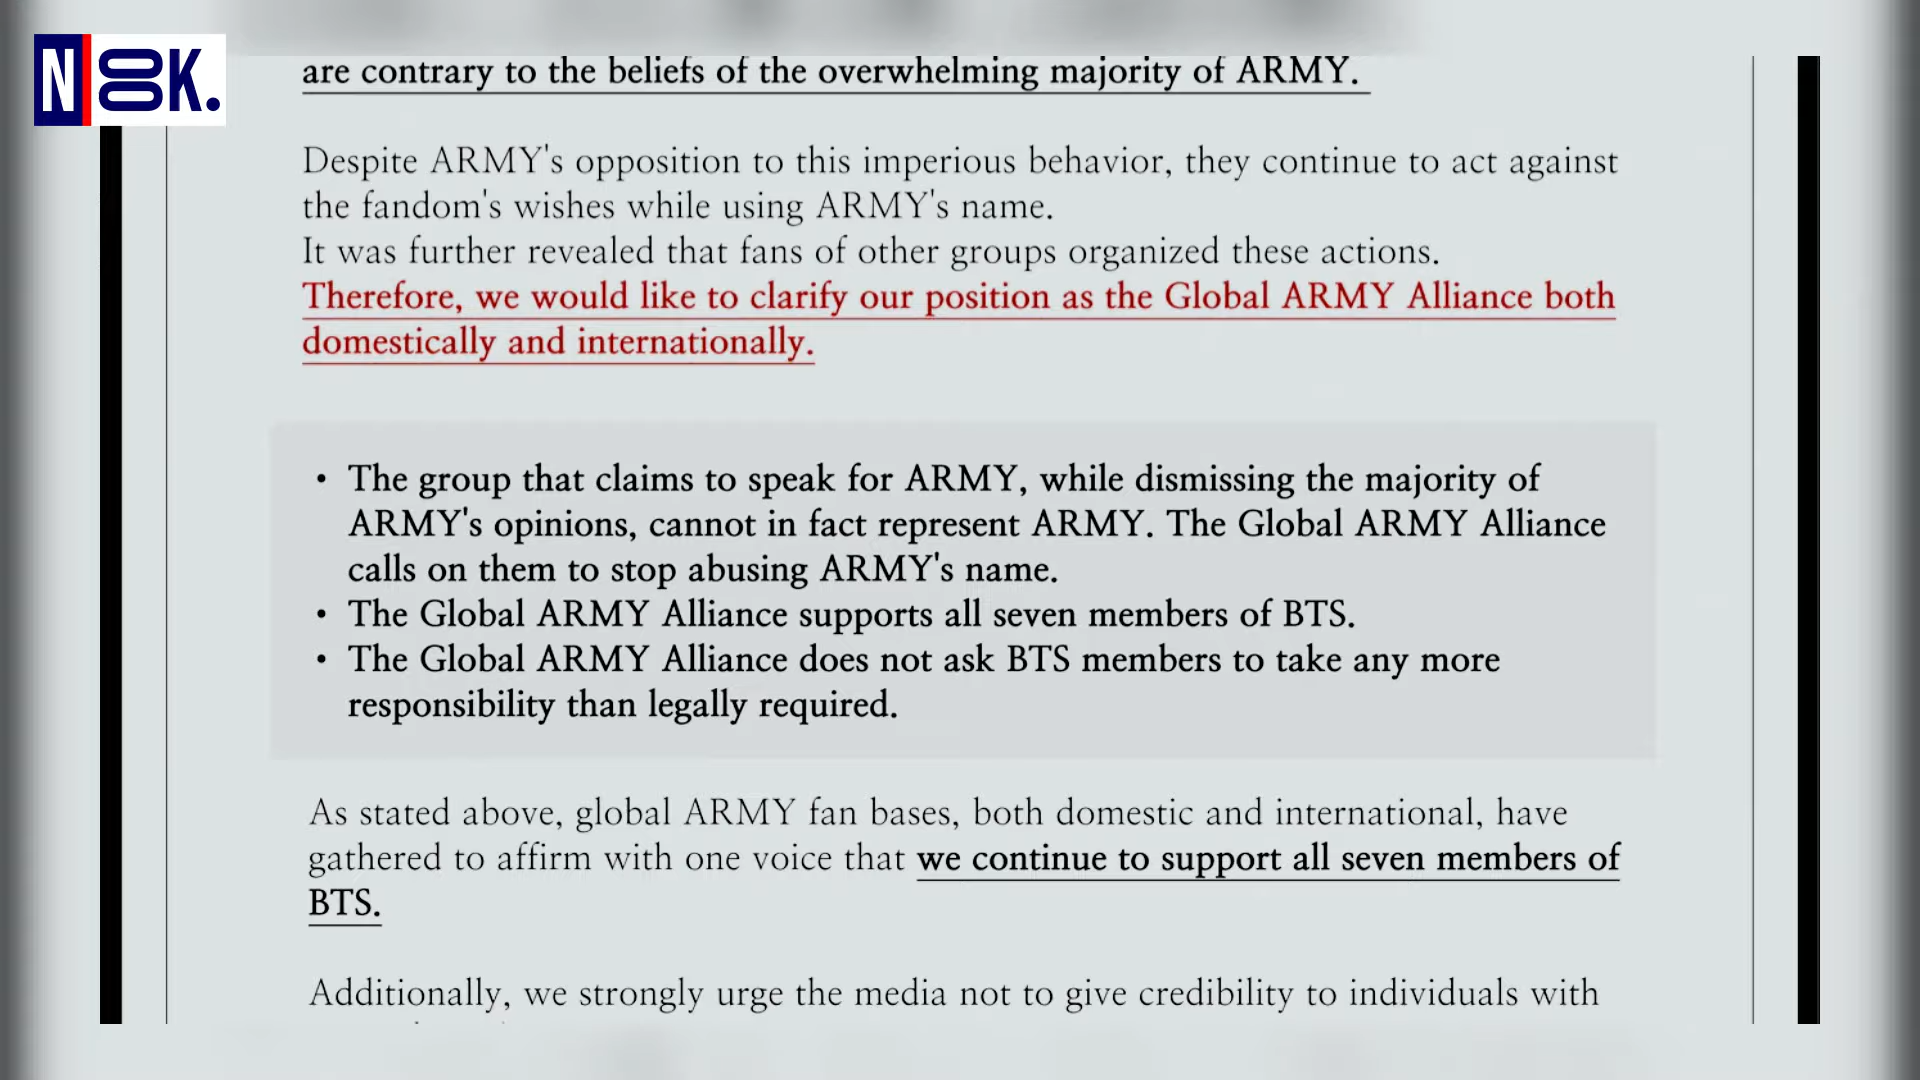 NOOK.
are contrary to the beliefs of the overwhelming majority of ARMY.
Despite ARMY's opposition to this imperious behavior, they continue to act against
the fandom's wishes while using ARMY's name.
It was further revealed that fans of other groups organized these actions.
Therefore, we would like to clarify our position as the Global ARMY Alliance both
domestically and internationally.
• The group that claims to speak for ARMY, while dismissing the majority of
ARMY's opinions, cannot in fact represent ARMY. The Global ARMY Alliance
calls on them to stop abusing ARMY's name.
• The Global ARMY Alliance supports all seven members of BTS.
• The Global ARMY Alliance does not ask BTS members to take any more
responsibility than legally required.
As stated above, global ARMY fan bases, both domestic and international, have
gathered to affirm with one voice that we continue to support all seven members of
BTS.
Additionally, we strongly urge the media not to give credibility to individuals with